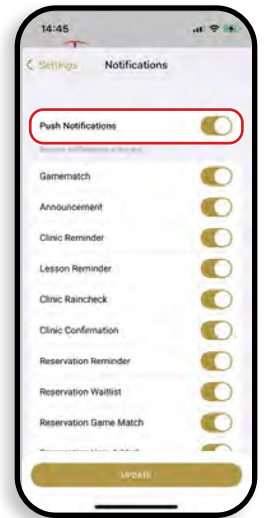 14:45
Settings Notifications
Push Notifications
Gamematch
Announcement
Clinic Reminder
Lesson Reminder
Clinic Raincheck
Clinic Confirmation
Reservation Reminder
Reservation Waitlist
Reservation Game Match
UPDATE